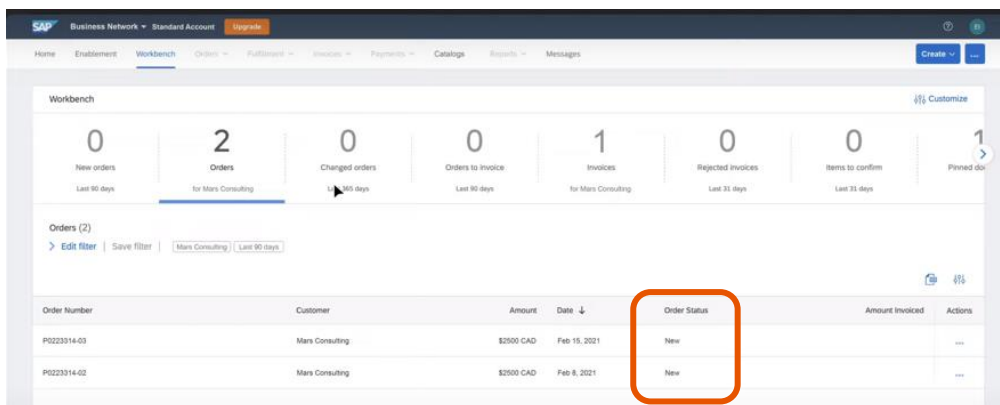 SAP Business Network Standard Account Upgrade
Home Enablement Workbench Orders Fulfillment Invoices Payments Catalogs Reports Messages Create ...
Workbench Customize
0 2 0 0 1 0 0 1
New orders Orders Changed orders Orders to invoice Invoices Rejected invoices Items to confirm Pinned do
Last 90 days for Mars Consulting 365 days Last 90 days for Mars Consulting Last 31 days Last 31 days
Orders (2)
Edit filter | Save filter | Mars Consulting Last 90 days
Order Number Customer Amount Date ↓ Order Status Amount Invoiced Actions
P0223314-03 Mars Consulting $2500 CAD Feb 15, 2021 New ...
P0223314-02 Mars Consulting $2500 CAD Feb 8, 2021 New ...